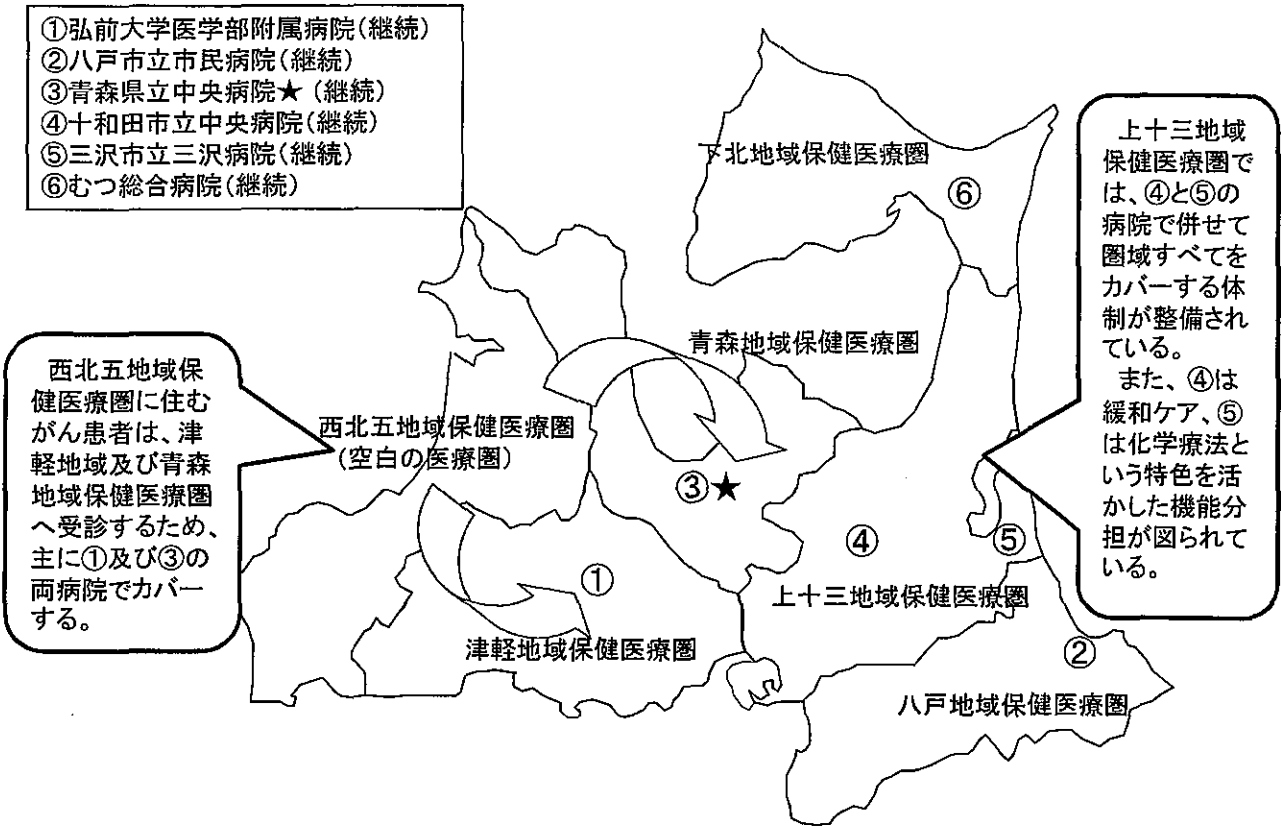 ①弘前大学医学部附属病院(継続)
②八戸市立市民病院(継続)
③青森県立中央病院★(継続)
④十和田市立中央病院(継続)
⑤三沢市立三沢病院(継続)
⑥むつ総合病院(継続)
下北地域保健医療圏
⑥
上十三地域
保健医療圏で
は、④と⑤の
病院で併せて
圏域すべてを
カバーする体
制が整備され
ている。
また、④は
緩和ケア、⑤
は化学療法と
いう特色を活
かした機能分
担が図られて
いる。
青森地域保健医療圏
西北五地域保
健医療圏に住む
がん患者は、津
軽地域及び青森
地域保健医療圏
へ受診するため、
主に①及び③の
両病院でカバー
する。
西北五地域保健医療圏
(空白の医療圏)
③★
④
⑤
①
上十三地域保健医療圏
津軽地域保健医療圏
②
八戸地域保健医療圏